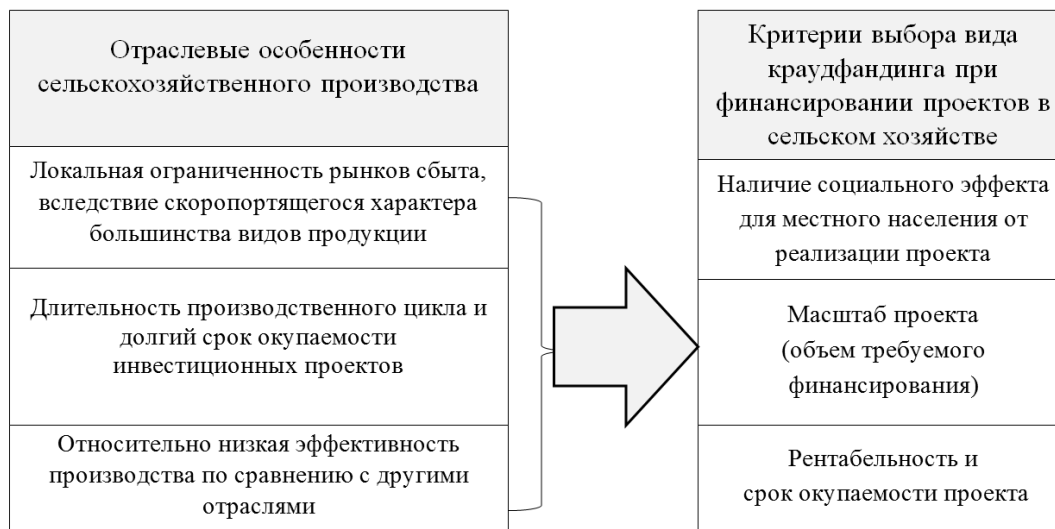 Отраслевые особенности
сельскохозяйственного производства
Локальная ограниченность рынков сбыта,
вследствие скоропортящегося характера
большинства видов продукции
Длительность производственного цикла и
долгий срок окупаемости
инвестиционных проектов
Относительно низкая эффективность
производства по сравнению с другими
отраслями
Критерии выбора вида
краудфандинга при
финансировании проектов в
сельском хозяйстве
Наличие социального эффекта
для местного населения от
реализации проекта
Масштаб проекта
(объем требуемого
финансирования)
Рентабельность и
срок окупаемости проекта